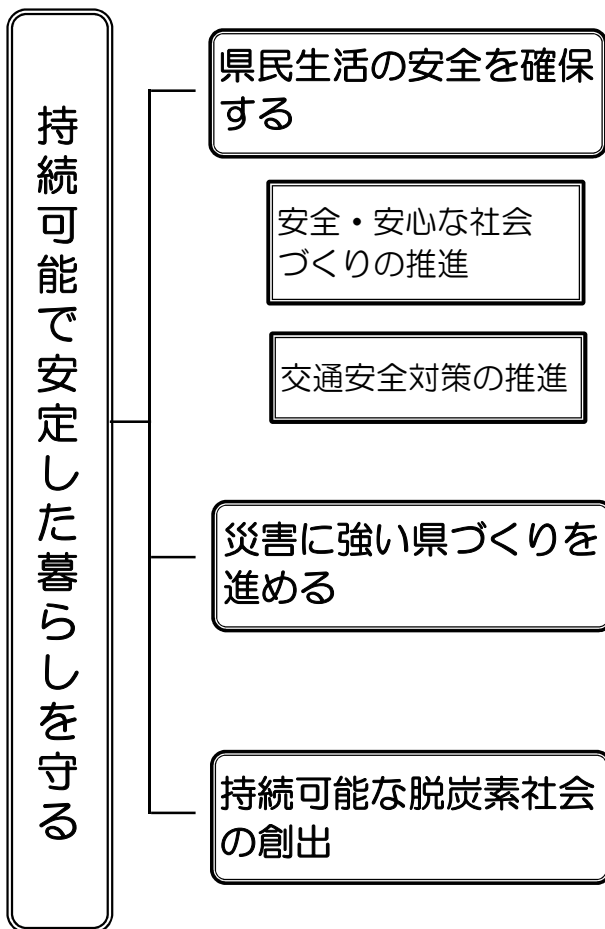 持続可能で安定した暮らしを守る
県民生活の安全を確保
する
安全・安心な社会
づくりの推進
交通安全対策の推進
災害に強い県づくりを
進める
持続可能な脱炭素社会
の創出